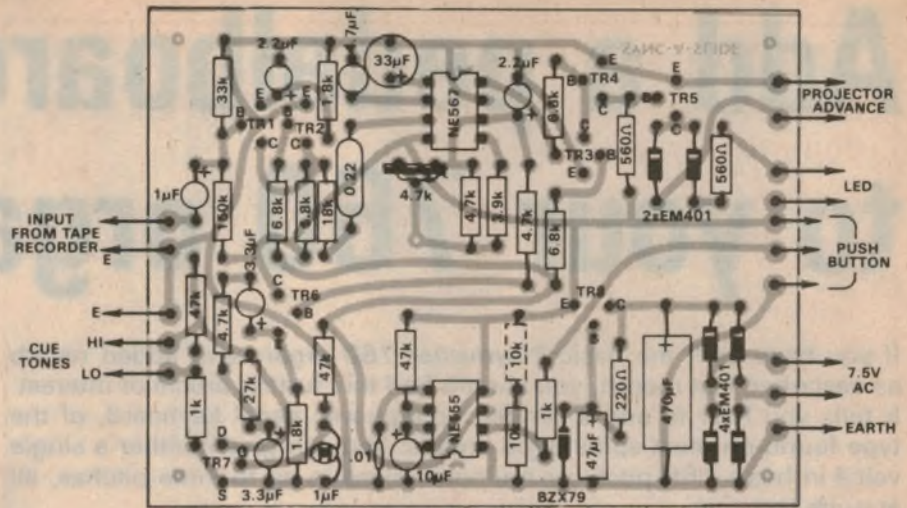 2.2µF
.7µF
33µF
+
2.2µF
33k
1.8k
NE567
E
TR4
B
C
6.8k
E
B
TR5
C
PROJECTOR
ADVANCE
E
B
TR1
C
E
B
TR2
C
0.22
560Ω
560Ω
TR3
B
C
E
2xEM401
LED
1µF
+
150k
6.8k
6.8k
18k
4.7k
4.7k
3.9k
4.7k
6.8k
PUSH
BUTTON
INPUT
FROM TAPE
RECORDER
E
3.3µF
+
47k
4.7k
C
TR6
B
E
TR8
C
B
E
HI
CUE
TONES
LO
27k
47k
47k
10k
10k
1k
220Ω
470µF
+
4xEM401
7.5V
AC
EARTH
1k
1.8k
.01
NE555
D
G
TR7
S
3.3µF
+
1µF
10µF
+
47µF
+
BZX79